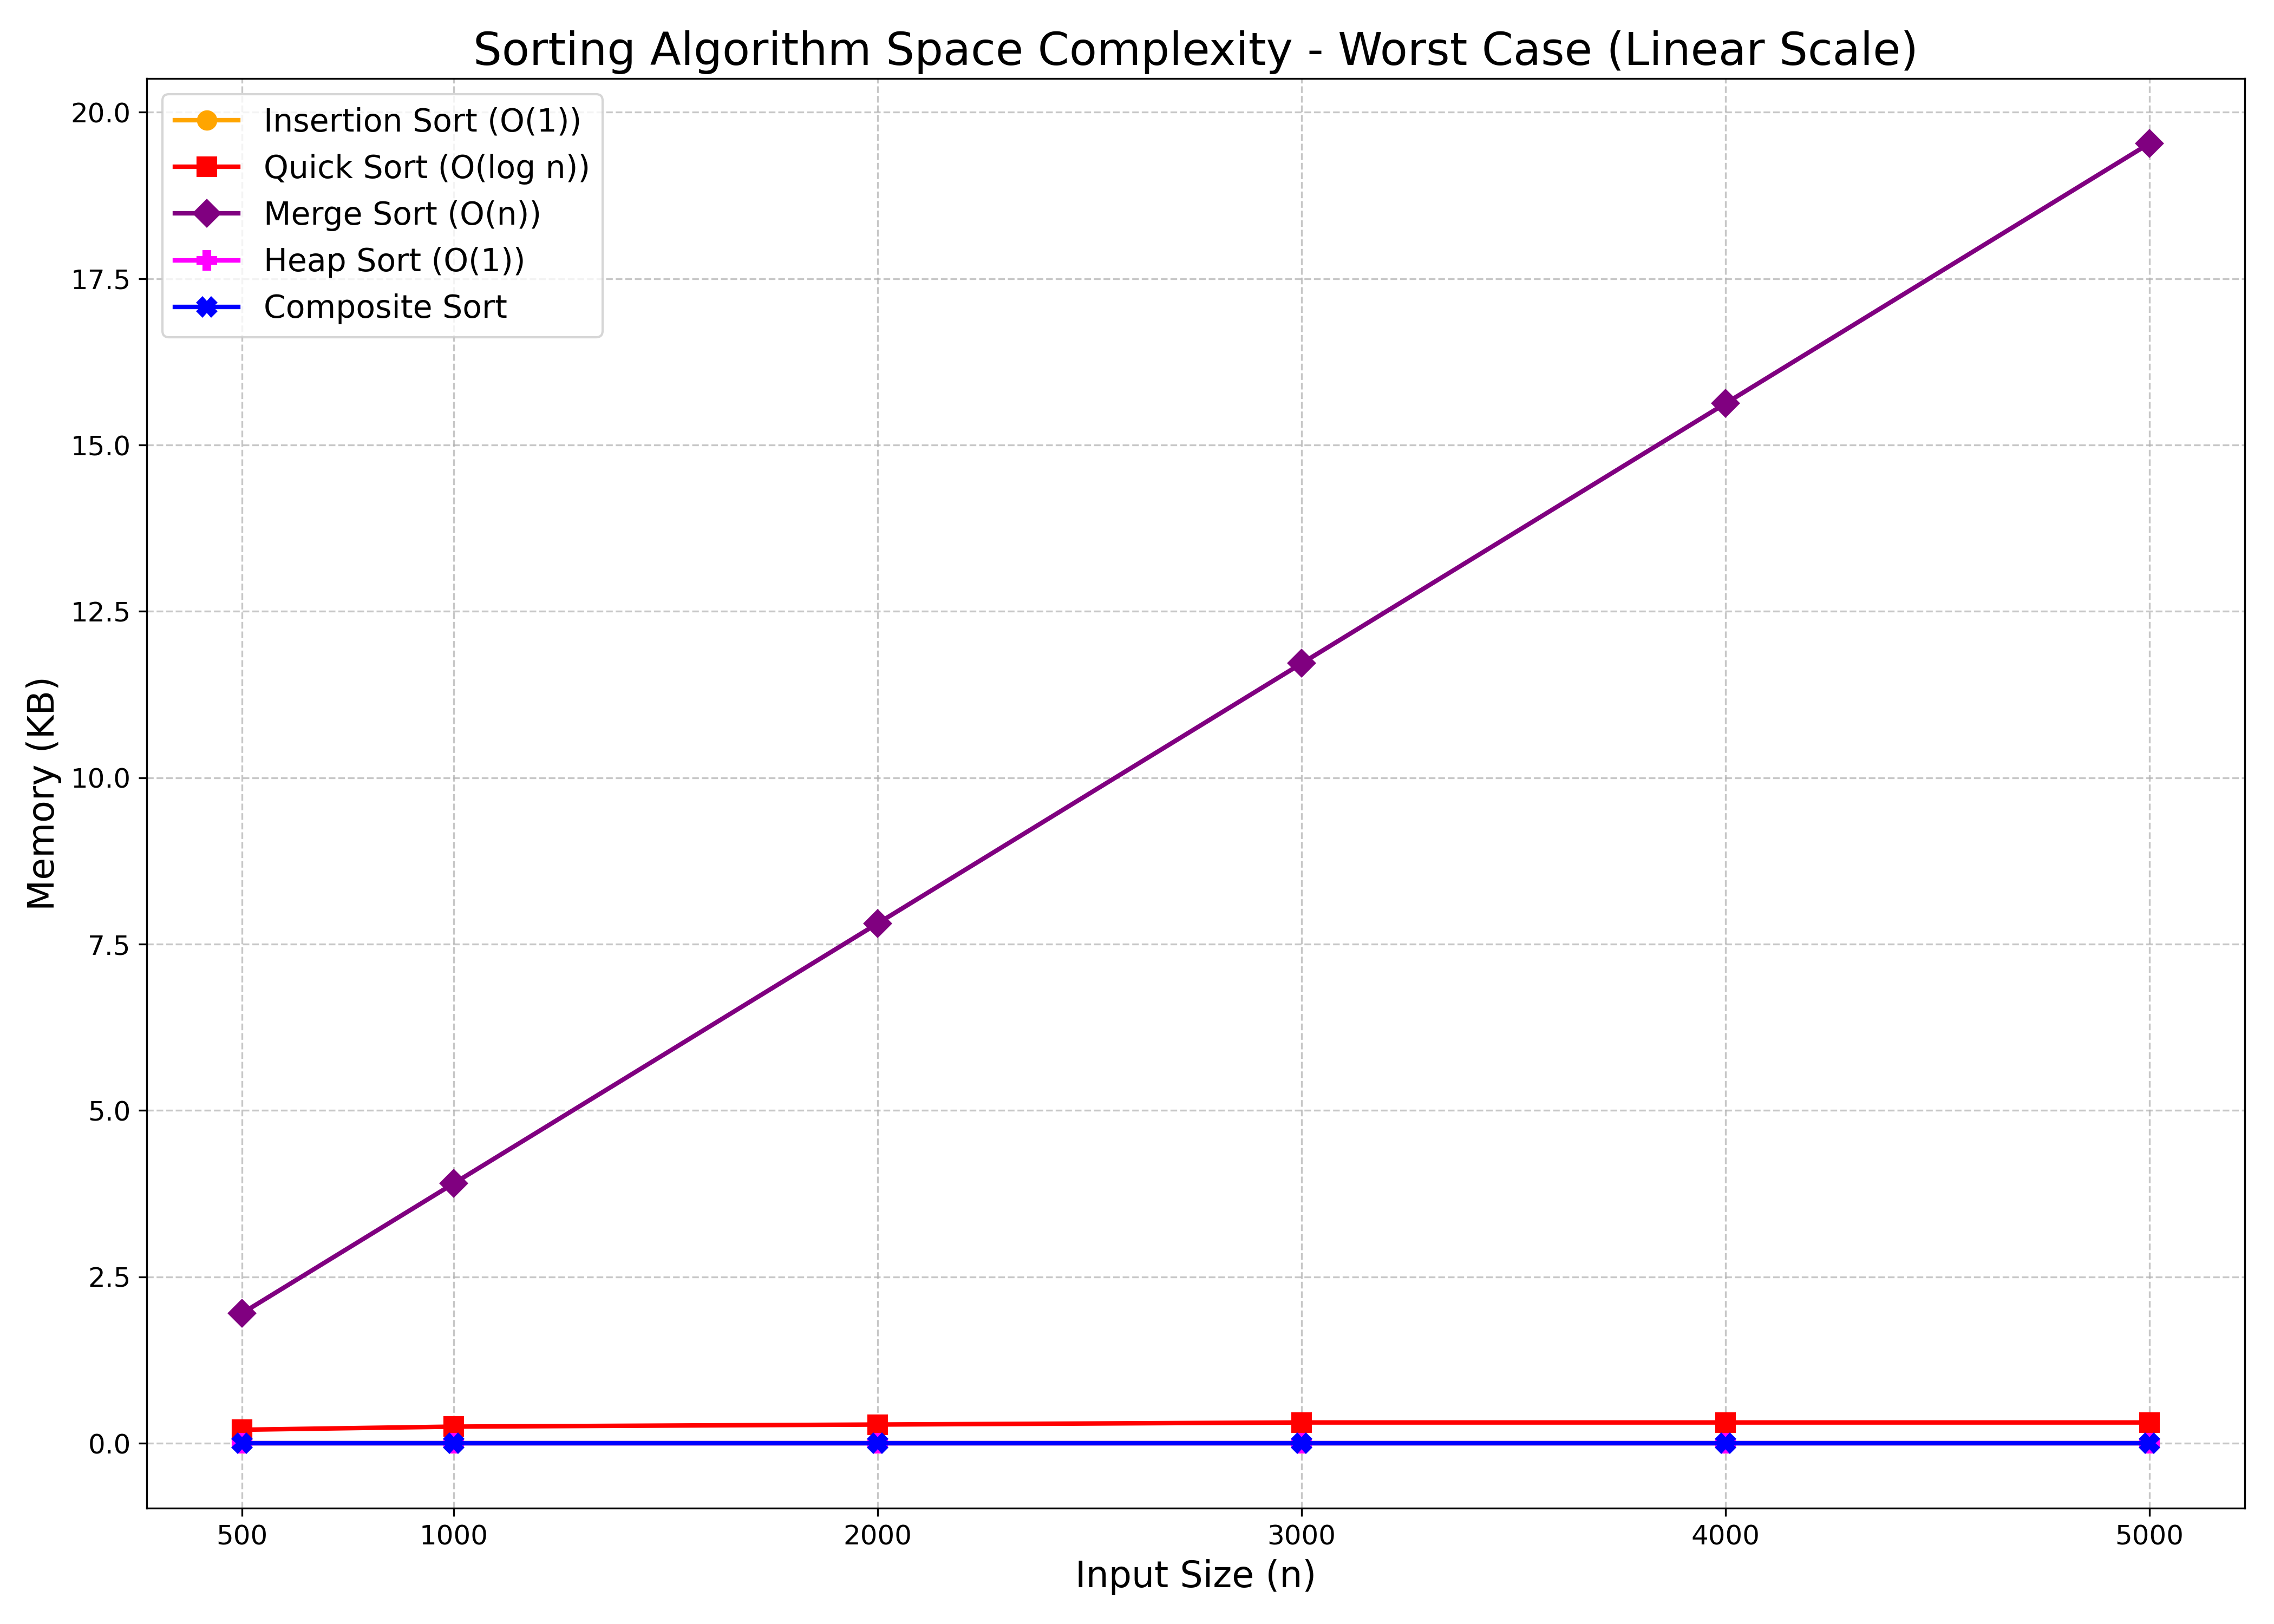 Sorting Algorithm Space Complexity - Worst Case (Linear Scale)
Insertion Sort (O(1))
Quick Sort (O(log n))
Merge Sort (O(n))
Heap Sort (O(1))
Composite Sort
20.0
17.5
15.0
12.5
10.0
7.5
5.0
2.5
0.0
Memory (KB)
500 1000 2000 3000 4000 5000
Input Size (n)